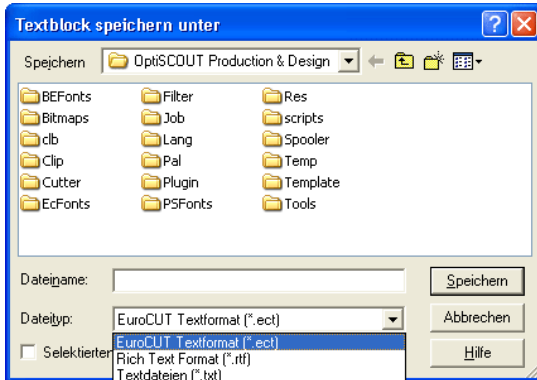 Textblock speichern unter
Speichern OptiSCOUT Production & Design
BEFonts Filter Res
Bitmaps Job scripts
clb Lang Spooler
Clip Pal Temp
Cutter Plugin Template
EcFonts PSFonts Tools
Dateiname: Speichern
Dateityp: EuroCUT Textformat (*.ect) Abbrechen
EuroCUT Textformat (*.ect)
Selektierter Rich Text Format (*.rtf) Hilfe
Textdateien (*.txt)